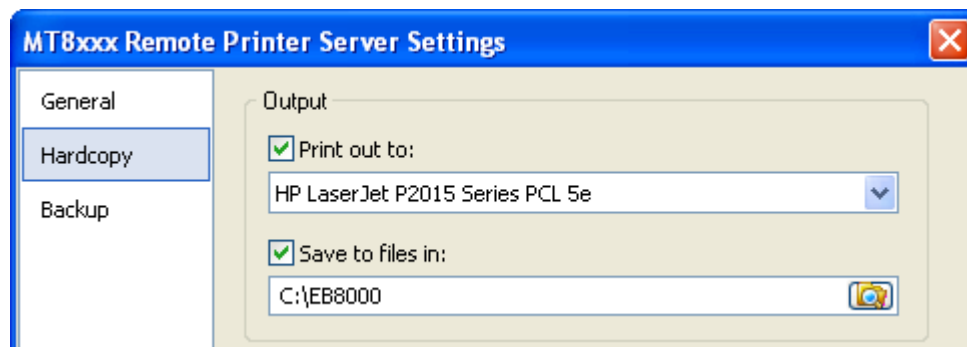 MT8xxx Remote Printer Server Settings
General
Hardcopy
Backup
Output
Print out to:
HP LaserJet P2015 Series PCL 5e
Save to files in:
C:\EB8000